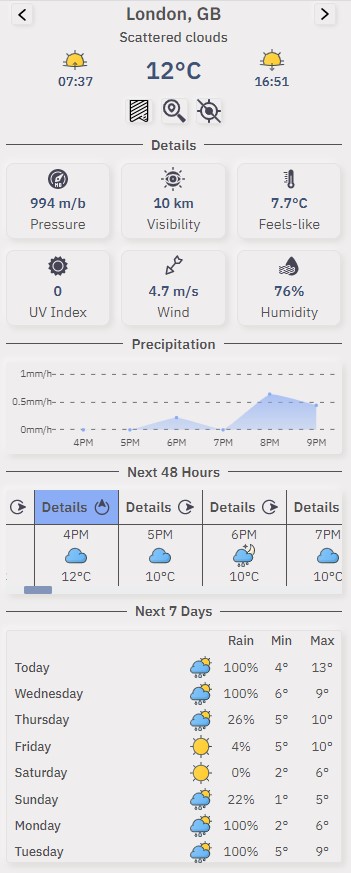 London, GB
Scattered clouds
12°C
07:37
16:51
Details
994 m/b
10 km
7.7°C
Pressure
Visibility
Feels-like
0
4.7 m/s
76%
UV Index
Wind
Humidity
Precipitation
1mm/h
0.5mm/h
0mm/h
4PM 5PM 6PM 7PM 8PM 9PM
Next 48 Hours
Details Details Details Details
4PM 5PM 6PM 7PM
12°C 10°C 10°C 10°C
Next 7 Days
Rain Min Max
Today 100% 4° 13°
Wednesday 100% 6° 9°
Thursday 26% 5° 10°
Friday 4% 5° 10°
Saturday 0% 2° 6°
Sunday 22% 1° 5°
Monday 100% 2° 6°
Tuesday 100% 5° 9°